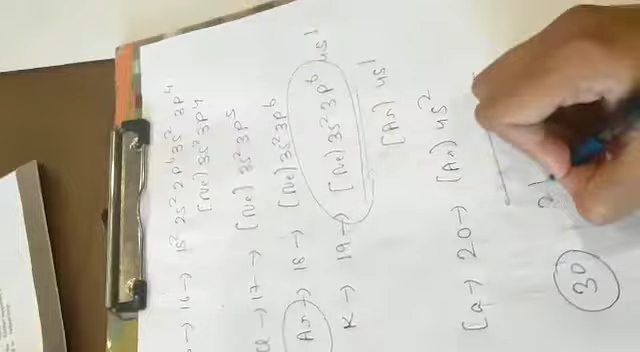 → 16 → 1s² 2s² 2p⁶ 3s² 3p⁴
[Ne] 3s² 3p⁴
→ 17 → [Ne] 3s² 3p⁵
Ar → 18 → [Ne] 3s² 3p⁶
K → 19 → [Ne] 3s² 3p⁶ 4s¹
[Ar] 4s¹
Ca → 20 → [Ar] 4s²
21
30